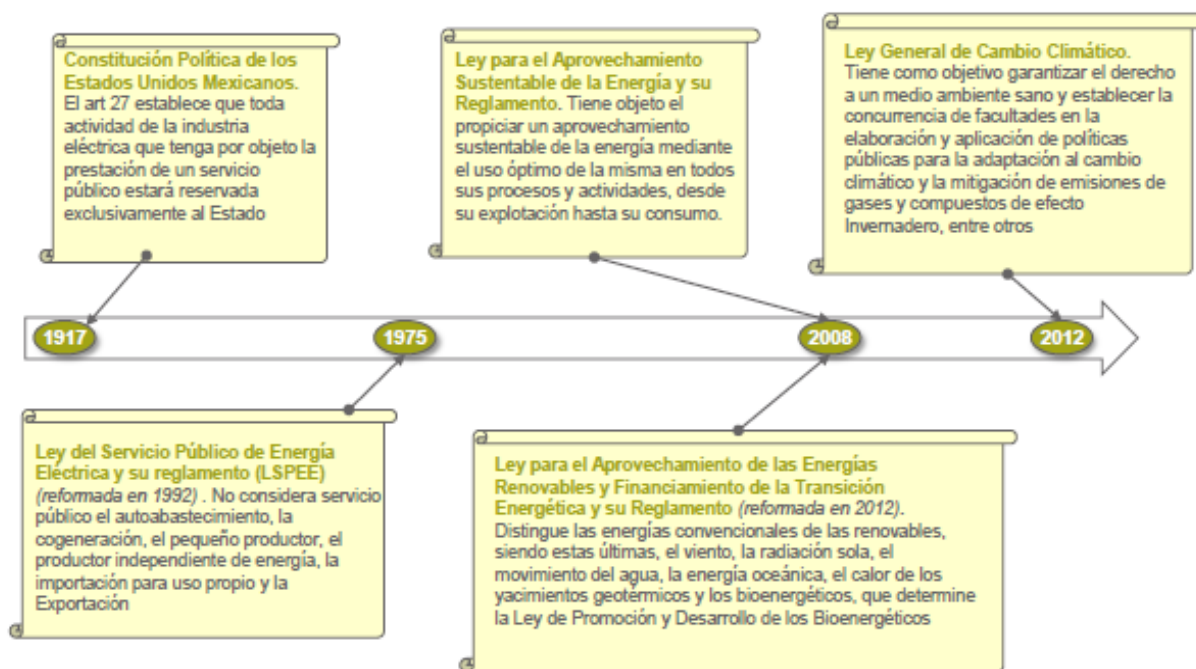 Constitución Política de los
Estados Unidos Mexicanos.
El art 27 establece que toda
actividad de la industria
eléctrica que tenga por objeto la
prestación de un servicio
público estará reservada
exclusivamente al Estado
Ley para el Aprovechamiento
Sustentable de la Energía y su
Reglamento. Tiene objeto el
propiciar un aprovechamiento
sustentable de la energía mediante
el uso óptimo de la misma en todos
sus procesos y actividades, desde
su explotación hasta su consumo.
Ley General de Cambio Climático.
Tiene como objetivo garantizar el derecho
a un medio ambiente sano y establecer la
concurrencia de facultades en la
elaboración y aplicación de políticas
públicas para la adaptación al cambio
climático y la mitigación de emisiones de
gases y compuestos de efecto
Invernadero, entre otros
1917
1975
2008
2012
Ley del Servicio Público de Energía
Eléctrica y su reglamento (LSPEE)
(reformada en 1992) . No considera servicio
público el autoabastecimiento, la
cogeneración, el pequeño productor, el
productor independiente de energía, la
importación para uso propio y la
Exportación
Ley para el Aprovechamiento de las Energías
Renovables y Financiamiento de la Transición
Energética y su Reglamento (reformada en 2012).
Distingue las energías convencionales de las renovables,
siendo estas últimas, el viento, la radiación sola, el
movimiento del agua, la energía oceánica, el calor de los
yacimientos geotérmicos y los bioenergéticos, que determine
la Ley de Promoción y Desarrollo de los Bioenergéticos